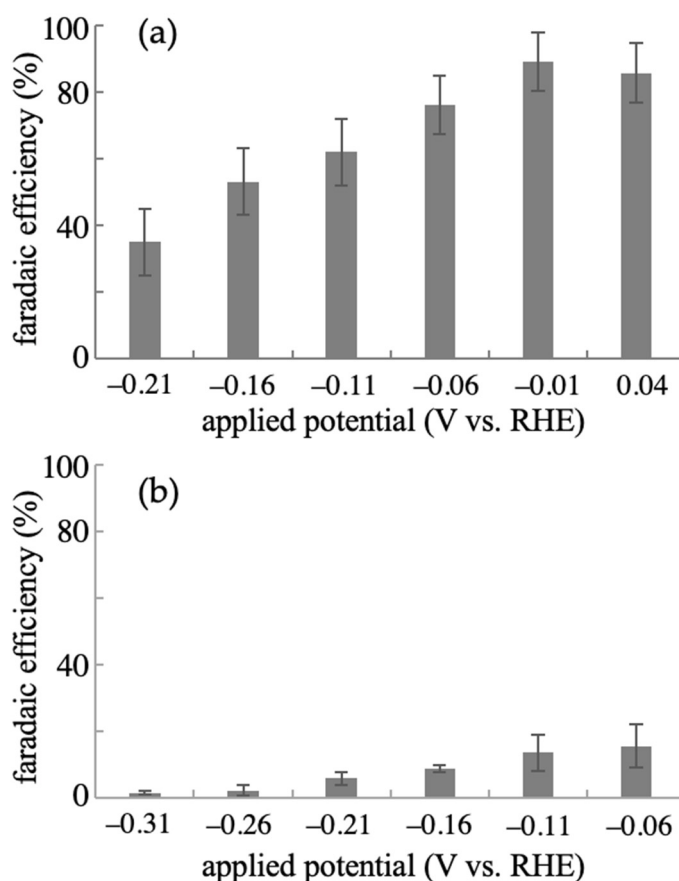 (a)
faradaic efficiency (%)
100
80
40
0
–0.21 –0.16 –0.11 –0.06 –0.01 0.04
applied potential (V vs. RHE)
(b)
faradaic efficiency (%)
100
80
40
0
–0.31 –0.26 –0.21 –0.16 –0.11 –0.06
applied potential (V vs. RHE)